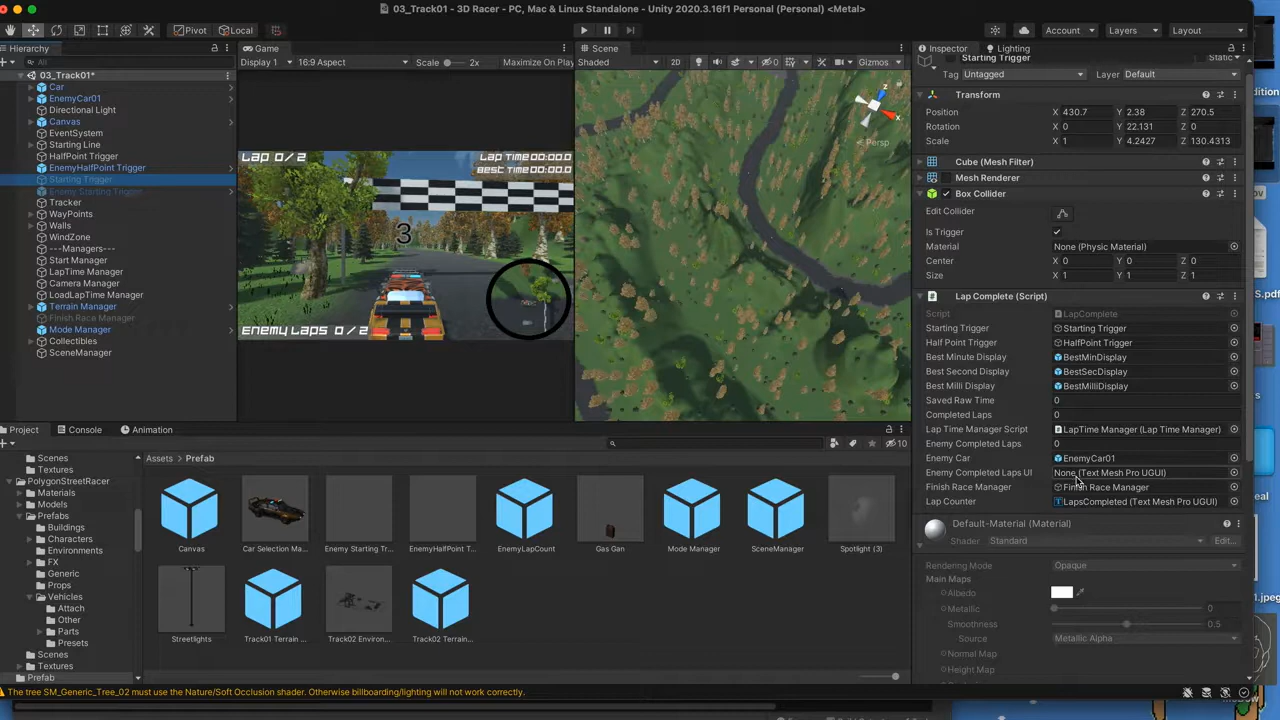 03_Track01 - 3D Racer - PC, Mac & Linux Standalone - Unity 2020.3.16f1 Personal (Personal) <Metal>
Pivot
Local
Account
Layers
Layout
Hierarchy
All
03_Track01*
Car
EnemyCar01
Directional Light
Canvas
EventSystem
Starting Line
HalfPoint Trigger
EnemyHalfPoint Trigger
Starting Trigger
Enemy Starting Trigger
Tracker
WayPoints
Walls
WindZone
---Managers---
Start Manager
LapTime Manager
Camera Manager
LoadLapTime Manager
Terrain Manager
Finish Race Manager
Mode Manager
Collectibles
SceneManager
Game
Display 1
16:9 Aspect
Scale
2x
Maximize On Play
Lap 0/2
Lap Time 00:00.0
Best Time 00:00.0
3
Enemy Laps 0/2
Scene
Shaded
2D
0
Gizmos
z
x
Persp
Inspector
Lighting
Starting Trigger
Static
Tag Untagged
Layer Default
Transform
Position X 430.7 Y 2.38 Z 270.5
Rotation X 0 Y 22.131 Z 0
Scale X 1 Y 4.2427 Z 130.4313
Cube (Mesh Filter)
Mesh Renderer
Box Collider
Edit Collider
Is Trigger
Material None (Physic Material)
Center X 0 Y 0 Z 0
Size X 1 Y 1 Z 1
Lap Complete (Script)
Script LapComplete
Starting Trigger Starting Trigger
Half Point Trigger HalfPoint Trigger
Best Minute Display BestMinDisplay
Best Second Display BestSecDisplay
Best Milli Display BestMilliDisplay
Saved Raw Time 0
Completed Laps 0
Lap Time Manager Script LapTime Manager (Lap Time Manager)
Enemy Completed Laps 0
Enemy Car EnemyCar01
Enemy Completed Laps UI None (Text Mesh Pro UGUI)
Finish Race Manager Finish Race Manager
Lap Counter LapsCompleted (Text Mesh Pro UGUI)
Default-Material (Material)
Shader Standard
Edit...
Rendering Mode Opaque
Main Maps
Albedo
Metallic 0
Smoothness 0.5
Source Metallic Alpha
Normal Map
Height Map
Project
Console
Animation
10
Scenes
Textures
PolygonStreetRacer
Materials
Models
Prefabs
Buildings
Characters
Environments
FX
Generic
Props
Vehicles
Attach
Other
Parts
Presets
Scenes
Textures
Prefab
Assets > Prefab
Canvas
Car Selection Ma...
Enemy Starting Tr...
EnemyHalfPoint T...
EnemyLapCount
Gas Gan
Mode Manager
SceneManager
Spotlight (3)
Streetlights
Track01 Terrain ...
Track02 Environ...
Track02 Terrain...
The tree SM_Generic_Tree_02 must use the Nature/Soft Occlusion shader. Otherwise billboarding/lighting will not work correctly.
dition
1.jpeg